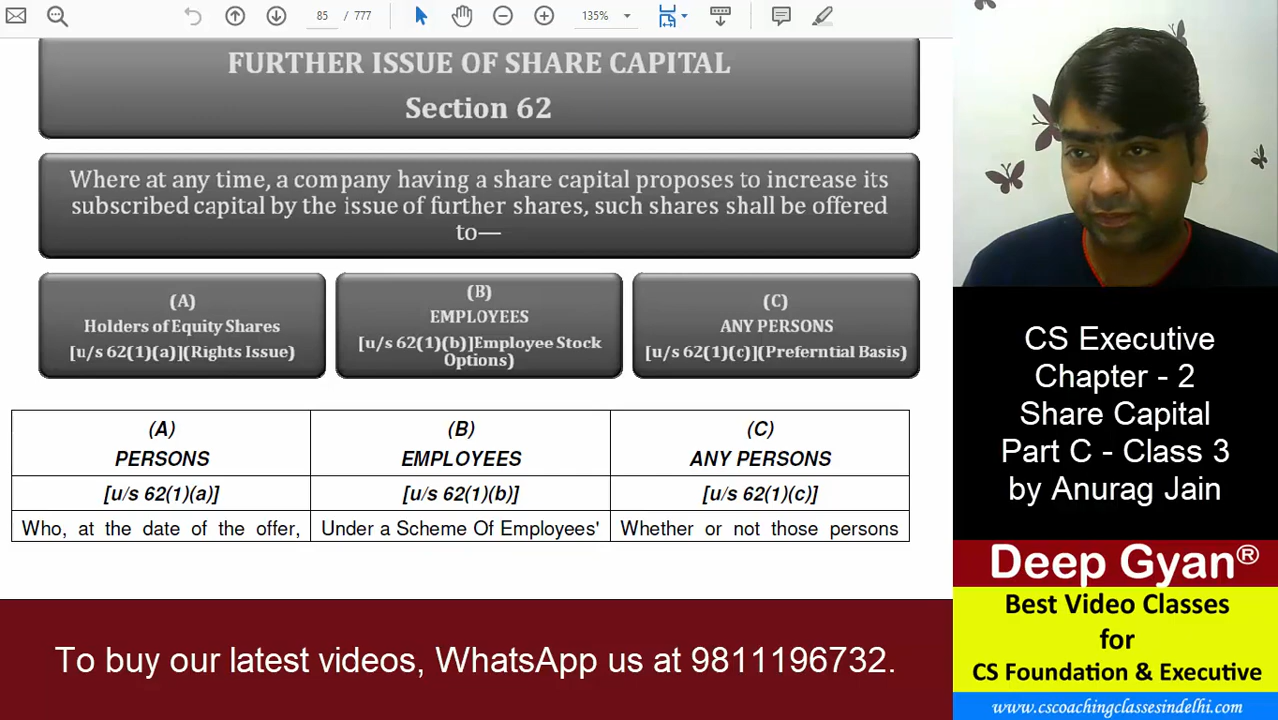 85 / 777
135%
FURTHER ISSUE OF SHARE CAPITAL
Section 62
Where at any time, a company having a share capital proposes to increase its
subscribed capital by the issue of further shares, such shares shall be offered
to—
(A)
Holders of Equity Shares
[u/s 62(1)(a)](Rights Issue)
(B)
EMPLOYEES
[u/s 62(1)(b)]Employee Stock
Options)
(C)
ANY PERSONS
[u/s 62(1)(c)](Preferntial Basis)
(A)
PERSONS
(B)
EMPLOYEES
(C)
ANY PERSONS
[u/s 62(1)(a)]
[u/s 62(1)(b)]
[u/s 62(1)(c)]
Who, at the date of the offer,
Under a Scheme Of Employees'
Whether or not those persons
CS Executive
Chapter - 2
Share Capital
Part C - Class 3
by Anurag Jain
Deep Gyan®
Best Video Classes
for
CS Foundation & Executive
www.cscoachingclassesindelhi.com
To buy our latest videos, WhatsApp us at 9811196732.